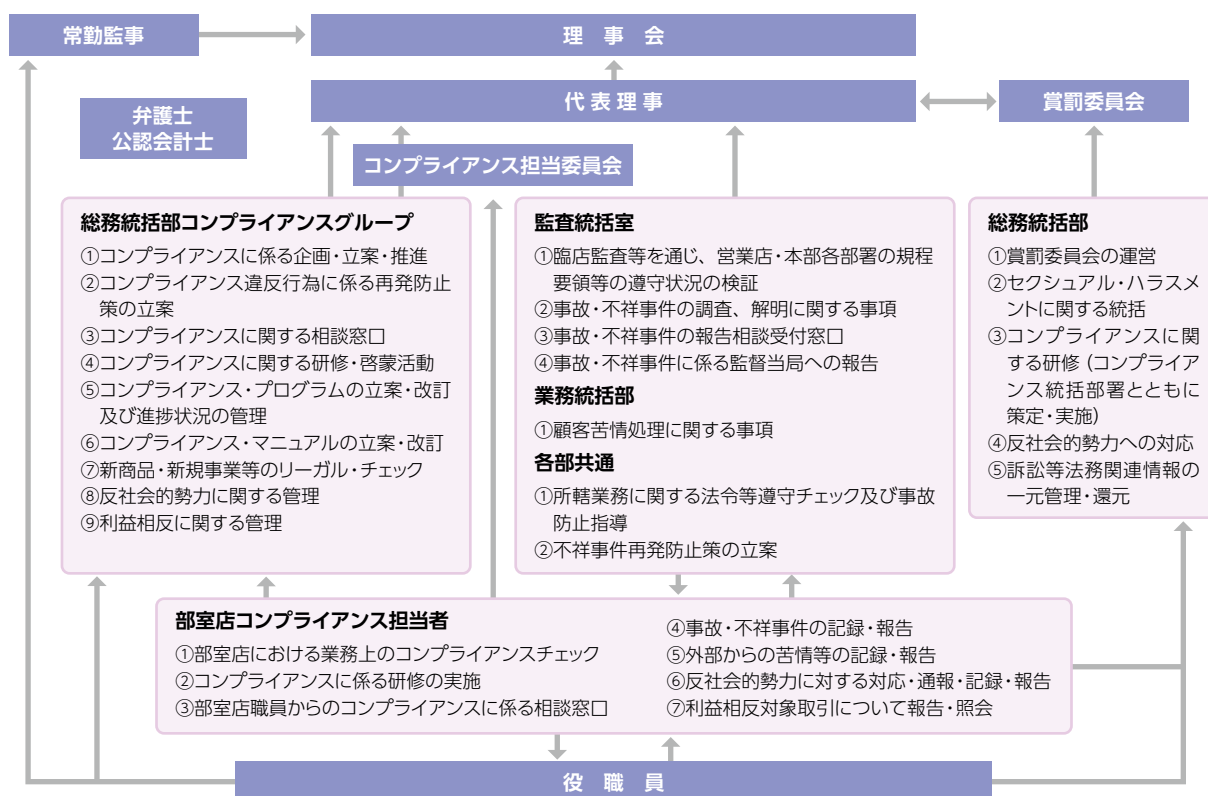 常勤監事
理事会
代表理事
賞罰委員会
弁護士
公認会計士
コンプライアンス担当委員会
総務統括部コンプライアンスグループ
①コンプライアンスに係る企画・立案・推進
②コンプライアンス違反行為に係る再発防止
策の立案
③コンプライアンスに関する相談窓口
④コンプライアンスに関する研修・啓蒙活動
⑤コンプライアンス・プログラムの立案・改訂
及び進捗状況の管理
⑥コンプライアンス・マニュアルの立案・改訂
⑦新商品・新規事業等のリーガル・チェック
⑧反社会的勢力に関する管理
⑨利益相反に関する管理
監査統括室
①臨店監査等を通じ、営業店・本部各部署の規程
要領等の遵守状況の検証
②事故・不祥事件の調査、解明に関する事項
③事故・不祥事件の報告相談受付窓口
④事故・不祥事件に係る監督当局への報告
業務統括部
①顧客苦情処理に関する事項
各部共通
①所轄業務に関する法令等遵守チェック及び事故
防止指導
②不祥事件再発防止策の立案
総務統括部
①賞罰委員会の運営
②セクシュアル・ハラスメ
ントに関する統括
③コンプライアンスに関
する研修（コンプライア
ンス統括部署とともに
策定・実施）
④反社会的勢力への対応
⑤訴訟等法務関連情報の
一元管理・還元
部室店コンプライアンス担当者
①部室店における業務上のコンプライアンスチェック
②コンプライアンスに係る研修の実施
③部室店職員からのコンプライアンスに係る相談窓口
④事故・不祥事件の記録・報告
⑤外部からの苦情等の記録・報告
⑥反社会的勢力に対する対応・通報・記録・報告
⑦利益相反対象取引について報告・照会
役職員